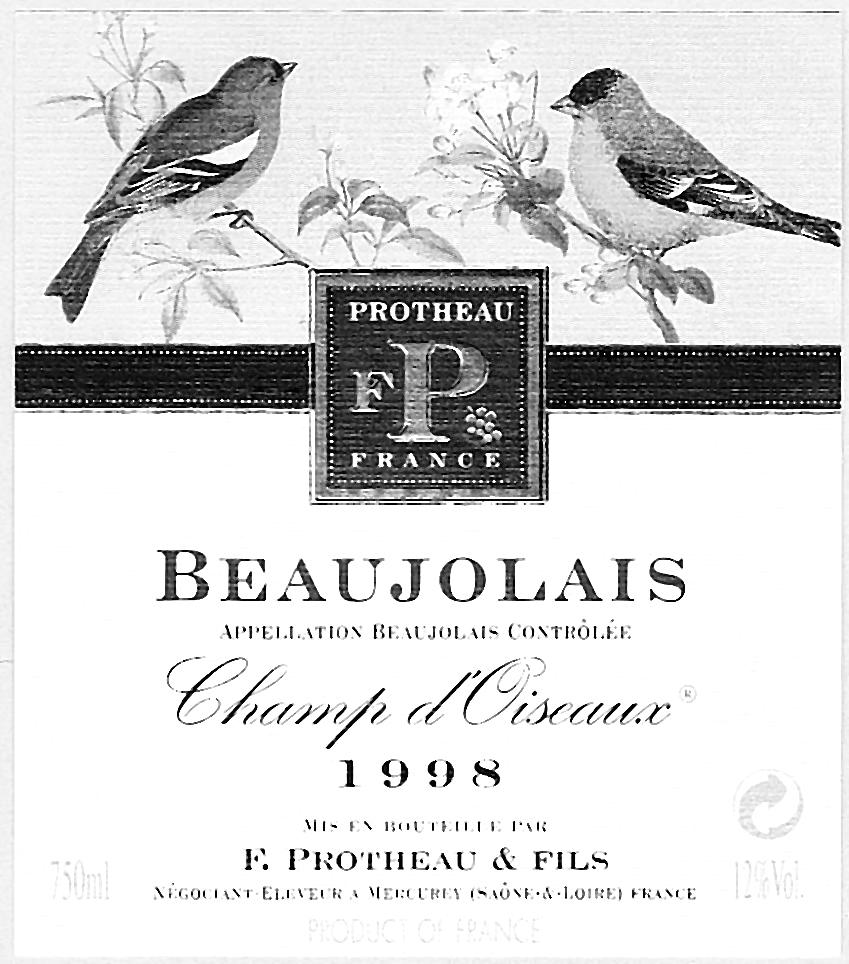 PROTHEAU
FP
FRANCE
BEAUJOLAIS
APPELLATION BEAUJOLAIS CONTRÔLÉE
Champ d'Oiseaux ®
1998
MIS EN BOUTEILLE PAR
F. PROTHEAU & FILS
750ml
NÉGOCIANT-ÉLEVEUR A MERCUREY (SAÔNE-&-LOIRE) FRANCE
12% Vol.
PRODUCT OF FRANCE